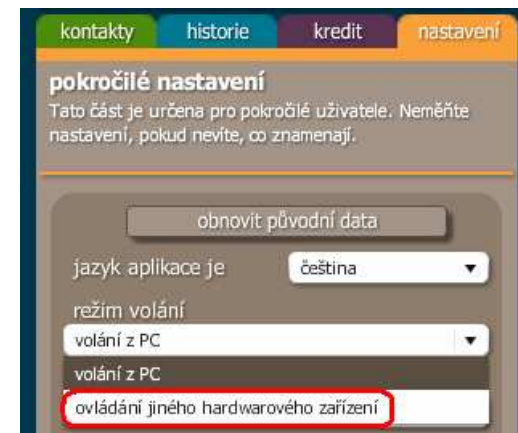 kontakty historie kredit nastavení
pokročilé nastavení
Tato část je určena pro pokročilé uživatele. Neměňte
nastavení, pokud nevíte, co znamenají.
obnovit původní data
jazyk aplikace je čeština
režim volání
volání z PC
volání z PC
ovládání jiného hardwarového zařízení